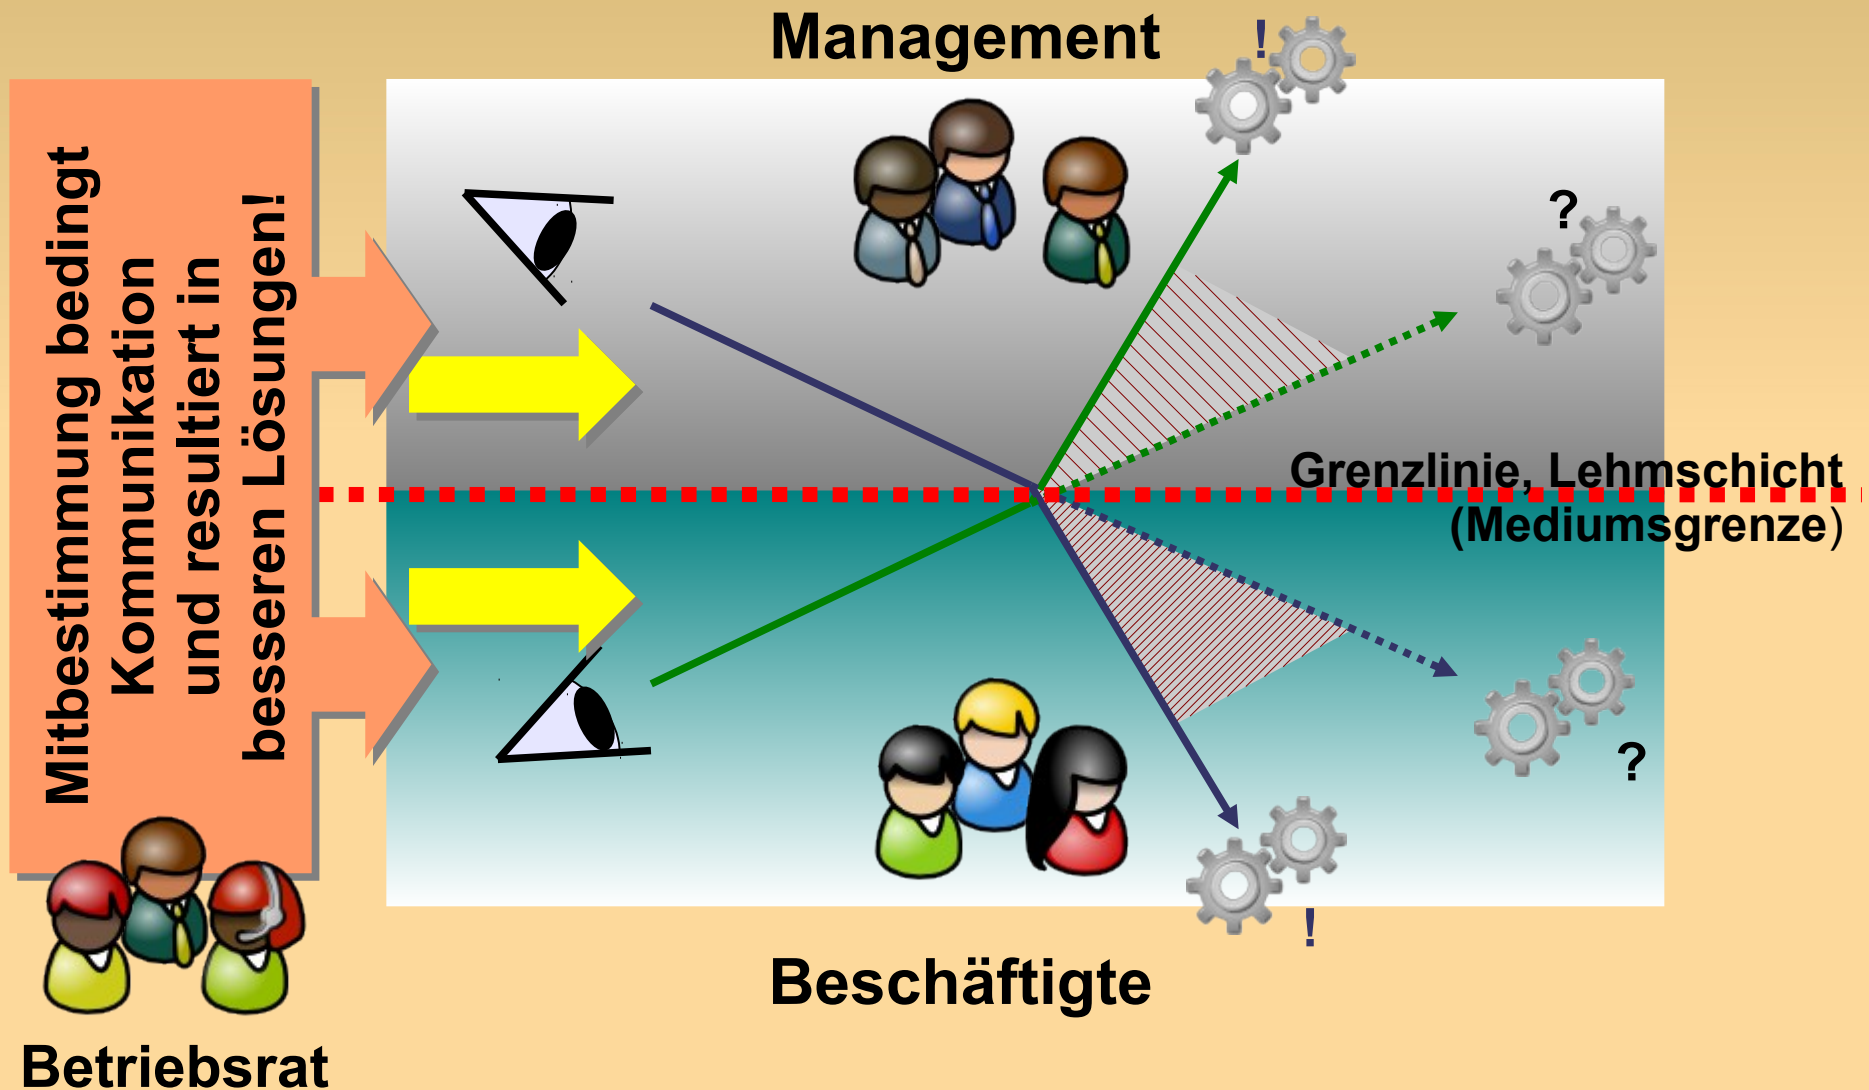 Management
!
Mitbestimmung bedingt
Kommunikation
und resultiert in
besseren Lösungen!
?
Grenzlinie, Lehmschicht
(Mediumsgrenze)
?
!
Beschäftigte
Betriebsrat